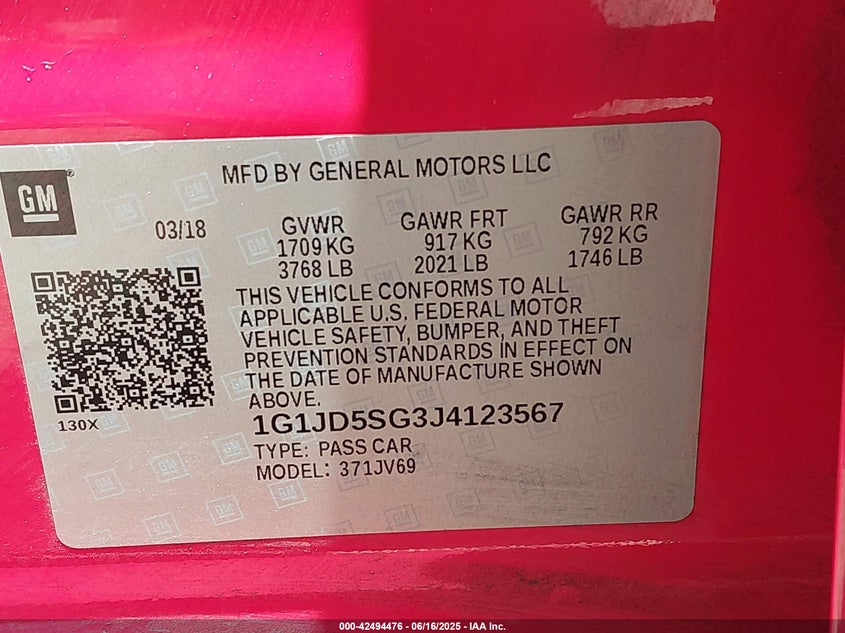 MFD BY GENERAL MOTORS LLC
GM
03/18
GVWR
1709 KG
3768 LB
GAWR FRT
917 KG
2021 LB
GAWR RR
792 KG
1746 LB
THIS VEHICLE CONFORMS TO ALL
APPLICABLE U.S. FEDERAL MOTOR
VEHICLE SAFETY, BUMPER, AND THEFT
PREVENTION STANDARDS IN EFFECT ON
THE DATE OF MANUFACTURE SHOWN
ABOVE.
130X
1G1JD5SG3J4123567
TYPE: PASS CAR
MODEL: 371JV69
000-42494476 - 06/16/2025 - IAA Inc.